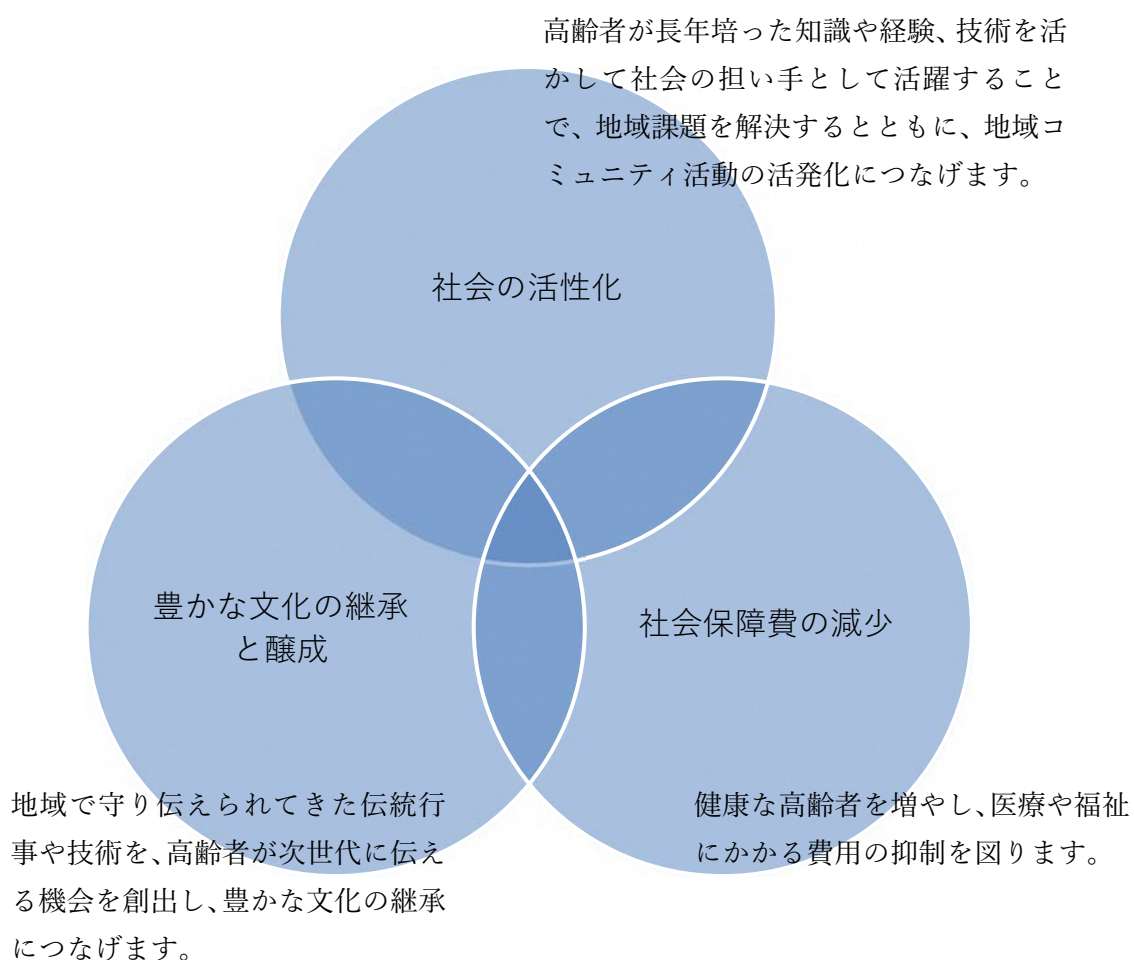 高齢者が長年培った知識や経験、技術を活
かして社会の担い手として活躍すること
で、地域課題を解決するとともに、地域コ
ミュニティ活動の活発化につなげます。
社会の活性化
豊かな文化の継承
と醸成
社会保障費の減少
地域で守り伝えられてきた伝統行
事や技術を、高齢者が次世代に伝え
る機会を創出し、豊かな文化の継承
につなげます。
健康な高齢者を増やし、医療や福祉
にかかる費用の抑制を図ります。